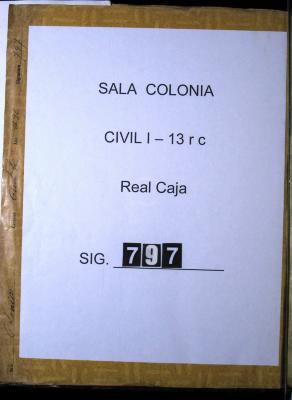 SALA COLONIA
CIVIL I – 13 r c
Real Caja
SIG. 797